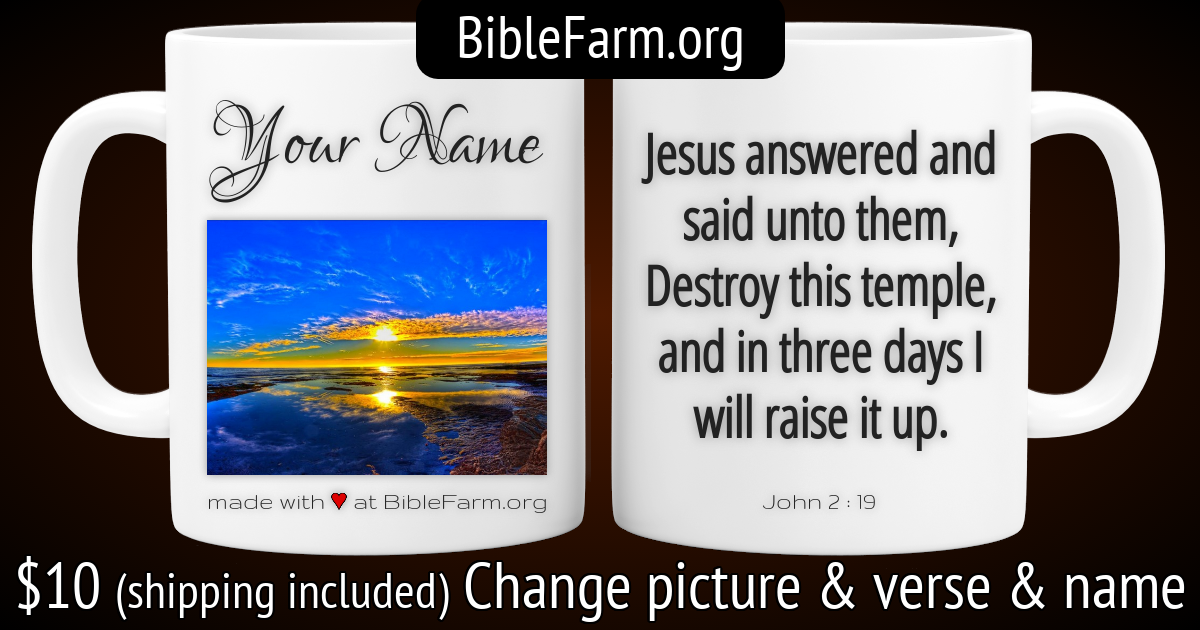 BibleFarm.org
Your Name
made with ❤ at BibleFarm.org
Jesus answered and
said unto them,
Destroy this temple,
and in three days I
will raise it up.
John 2 : 19
$10 (shipping included) Change picture & verse & name